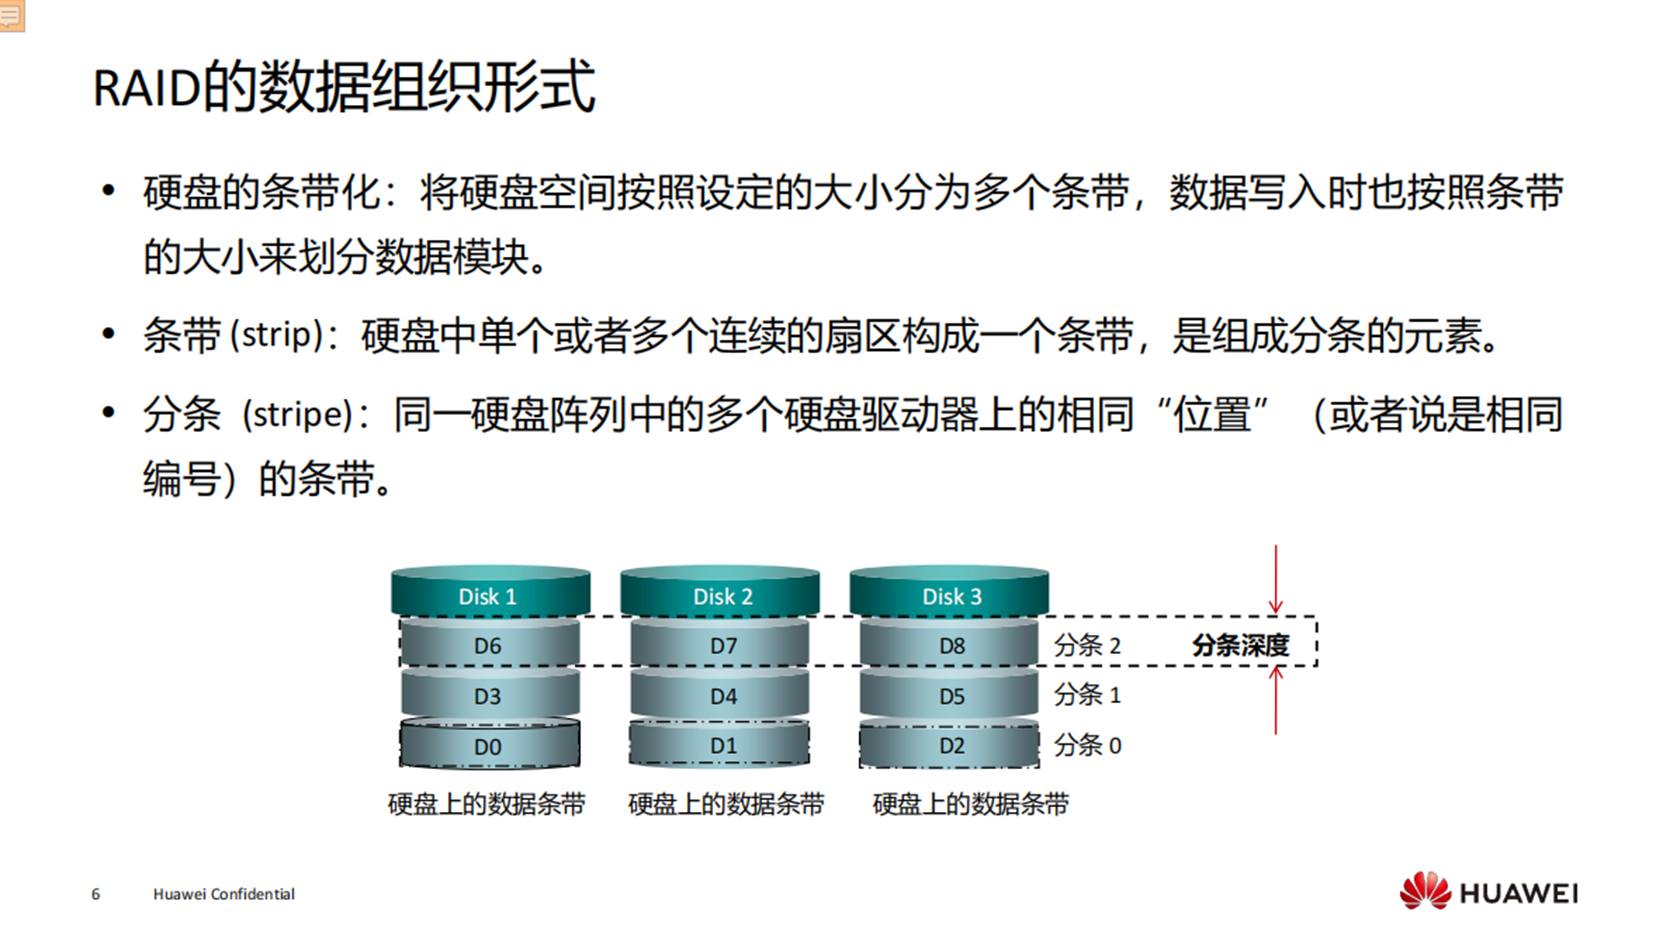 RAID的数据组织形式
• 硬盘的条带化：将硬盘空间按照设定的大小分为多个条带，数据写入时也按照条带
的大小来划分数据模块。
• 条带 (strip)：硬盘中单个或者多个连续的扇区构成一个条带，是组成分条的元素。
• 分条 (stripe)：同一硬盘阵列中的多个硬盘驱动器上的相同“位置”（或者说是相同
编号）的条带。
Disk 1 Disk 2 Disk 3
D6 D7 D8 分条 2 分条深度
D3 D4 D5 分条 1
D0 D1 D2 分条 0
硬盘上的数据条带 硬盘上的数据条带 硬盘上的数据条带
6 Huawei Confidential
HUAWEI